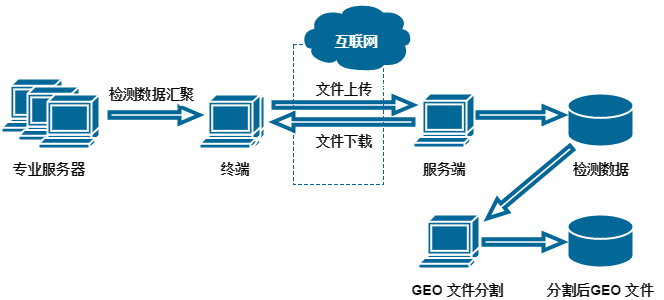 互联网
检测数据汇聚
文件上传
文件下载
专业服务器
终端
服务端
检测数据
GEO 文件分割
分割后GEO 文件